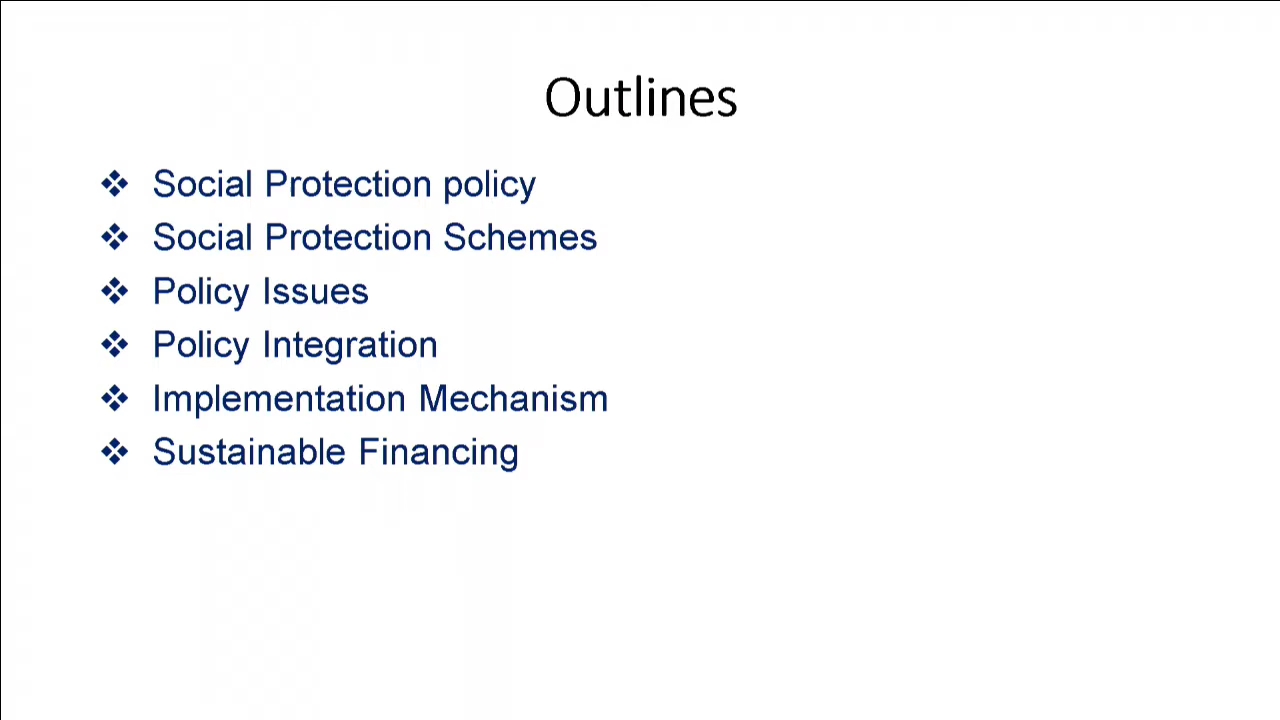 Outlines
❖ Social Protection policy
❖ Social Protection Schemes
❖ Policy Issues
❖ Policy Integration
❖ Implementation Mechanism
❖ Sustainable Financing